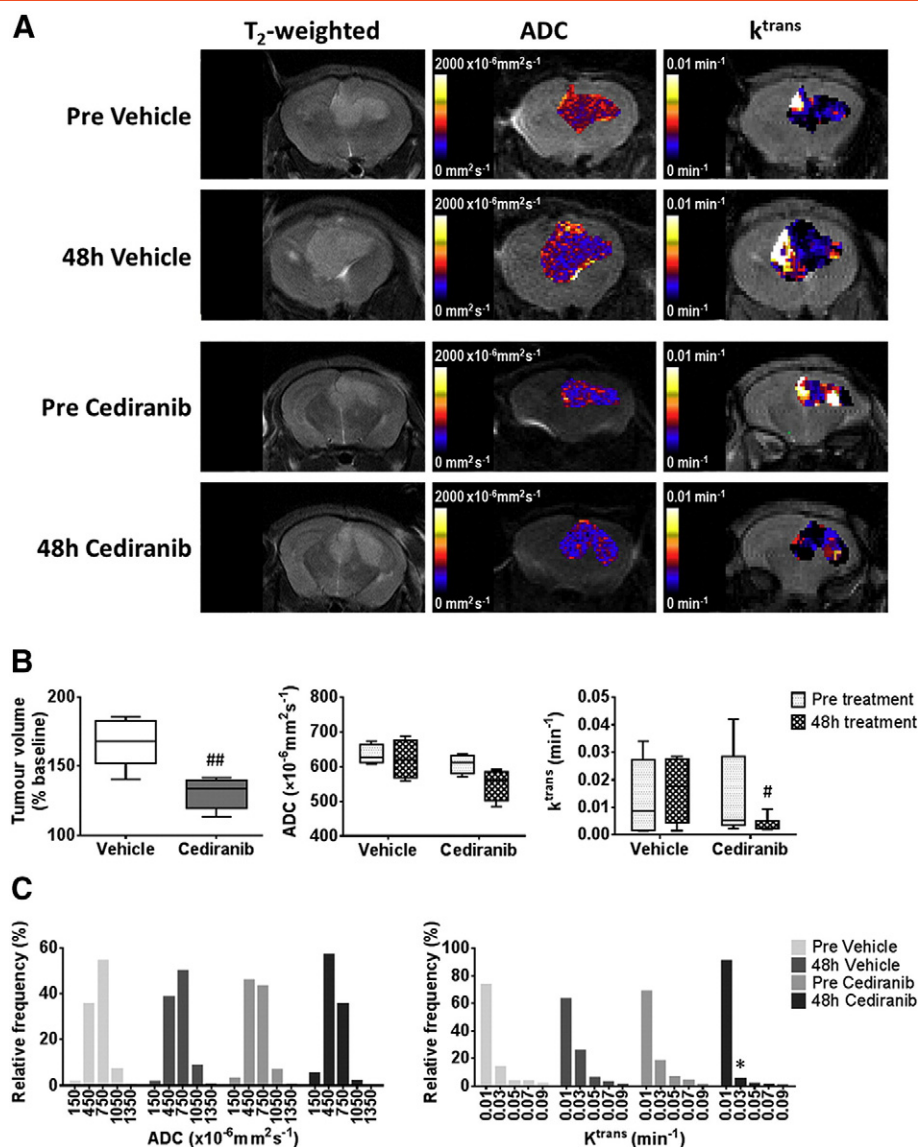 A
T2-weighted ADC k^trans
Pre Vehicle
2000 x10-6mm2s-1
0 mm2s-1
0.01 min-1
0 min-1
48h Vehicle
2000 x10-6mm2s-1
0 mm2s-1
0.01 min-1
0 min-1
Pre Cediranib
2000 x10-6mm2s-1
0 mm2s-1
0.01 min-1
0 min-1
48h Cediranib
2000 x10-6mm2s-1
0 mm2s-1
0.01 min-1
0 min-1
B
Tumour volume
(% baseline)
200
150
100
##
Vehicle Cediranib
ADC (×10-6mm2s-1)
800
700
600
500
400
Vehicle Cediranib
k^trans (min-1)
0.05
0.04
0.03
0.02
0.01
0.00
#
Vehicle Cediranib
Pre treatment
48h treatment
C
Relative frequency (%)
60
40
20
0
150 450 750 1050 1350 150 450 750 1050 1350 150 450 750 1050 1350 150 450 750 1050 1350
ADC (x10-6mm2s-1)
Relative frequency (%)
100
80
60
40
20
0
*
0.01 0.03 0.05 0.07 0.09 0.01 0.03 0.05 0.07 0.09 0.01 0.03 0.05 0.07 0.09 0.01 0.03 0.05 0.07 0.09
K^trans (min-1)
Pre Vehicle
48h Vehicle
Pre Cediranib
48h Cediranib